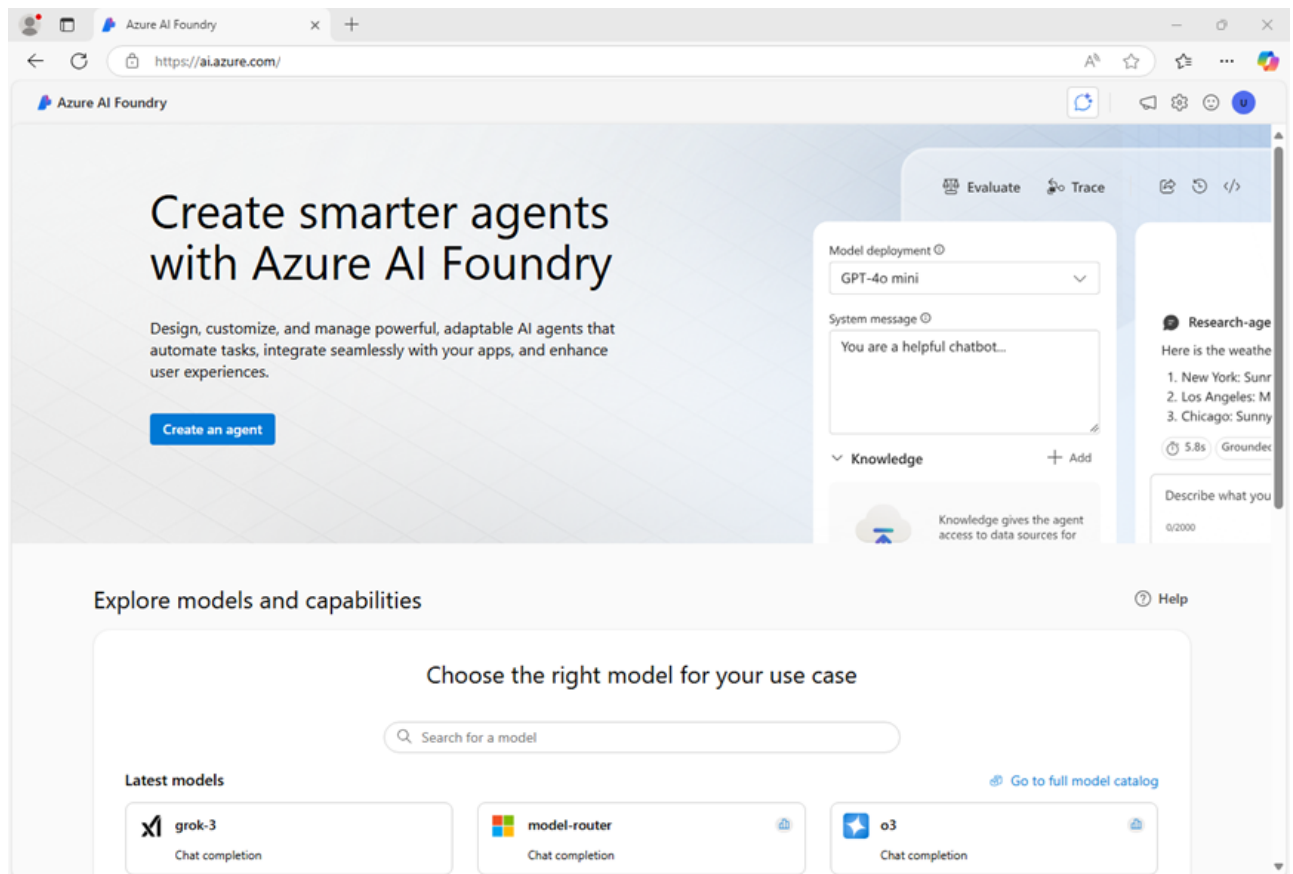 Azure AI Foundry
https://ai.azure.com/
Azure AI Foundry
U
Create smarter agents
with Azure AI Foundry
Design, customize, and manage powerful, adaptable AI agents that
automate tasks, integrate seamlessly with your apps, and enhance
user experiences.
Create an agent
Evaluate
Trace
Model deployment
GPT-4o mini
System message
You are a helpful chatbot...
Knowledge
+ Add
Knowledge gives the agent
access to data sources for
Research-age
Here is the weathe
1. New York: Sunr
2. Los Angeles: M
3. Chicago: Sunny
5.8s
Grounded
Describe what you
0/2000
Explore models and capabilities
Help
Choose the right model for your use case
Search for a model
Latest models
Go to full model catalog
grok-3
Chat completion
model-router
Chat completion
o3
Chat completion